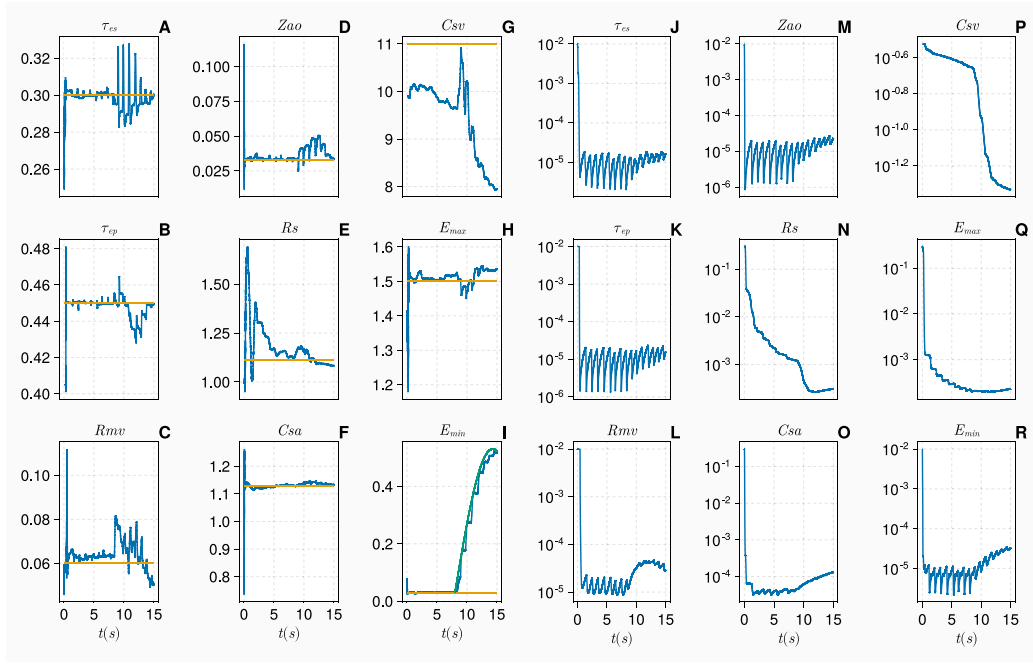 τes A
0.32
0.30
0.28
0.26
Zao D
0.100
0.075
0.050
0.025
Csv G
11
10
9
8
τes J
10−2
10−3
10−4
10−5
Zao M
10−2
10−3
10−4
10−5
10−6
Csv P
10−0.6
10−0.8
10−1.0
10−1.2
τep B
0.48
0.46
0.44
0.42
0.40
Rs E
1.50
1.25
1.00
Emax H
1.6
1.5
1.4
1.3
1.2
τep K
10−2
10−3
10−4
10−5
10−6
Rs N
10−1
10−2
10−3
Emax Q
10−1
10−2
10−3
Rmv C
0.10
0.08
0.06
0 5 10 15
t(s)
Csa F
1.2
1.1
1.0
0.9
0.8
0 5 10 15
t(s)
Emin I
0.4
0.2
0.0
0 5 10 15
t(s)
Rmv L
10−2
10−3
10−4
10−5
0 5 10 15
t(s)
Csa O
10−1
10−2
10−3
10−4
0 5 10 15
t(s)
Emin R
10−2
10−3
10−4
10−5
0 5 10 15
t(s)